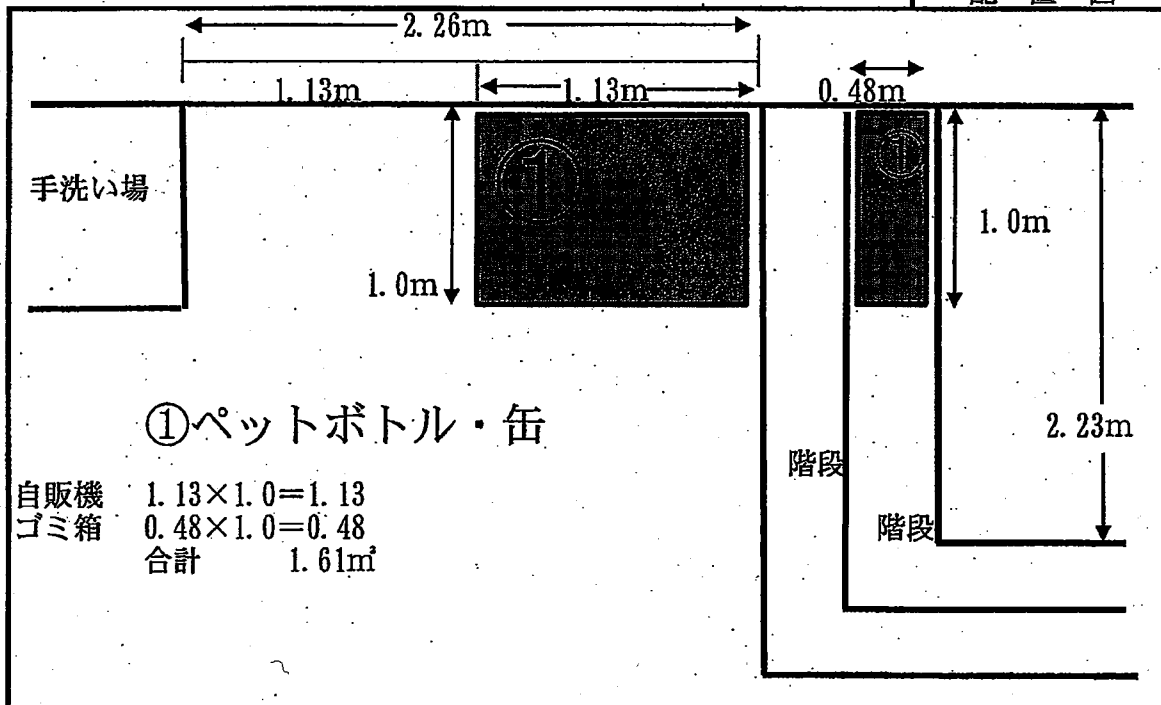 2.26m
1.13m
1.13m
0.48m
手洗い場
①
①
1.0m
1.0m
①ペットボトル・缶
2.23m
階段
階段
自販機 1.13×1.0=1.13
ゴミ箱 0.48×1.0=0.48
合計 1.61㎡